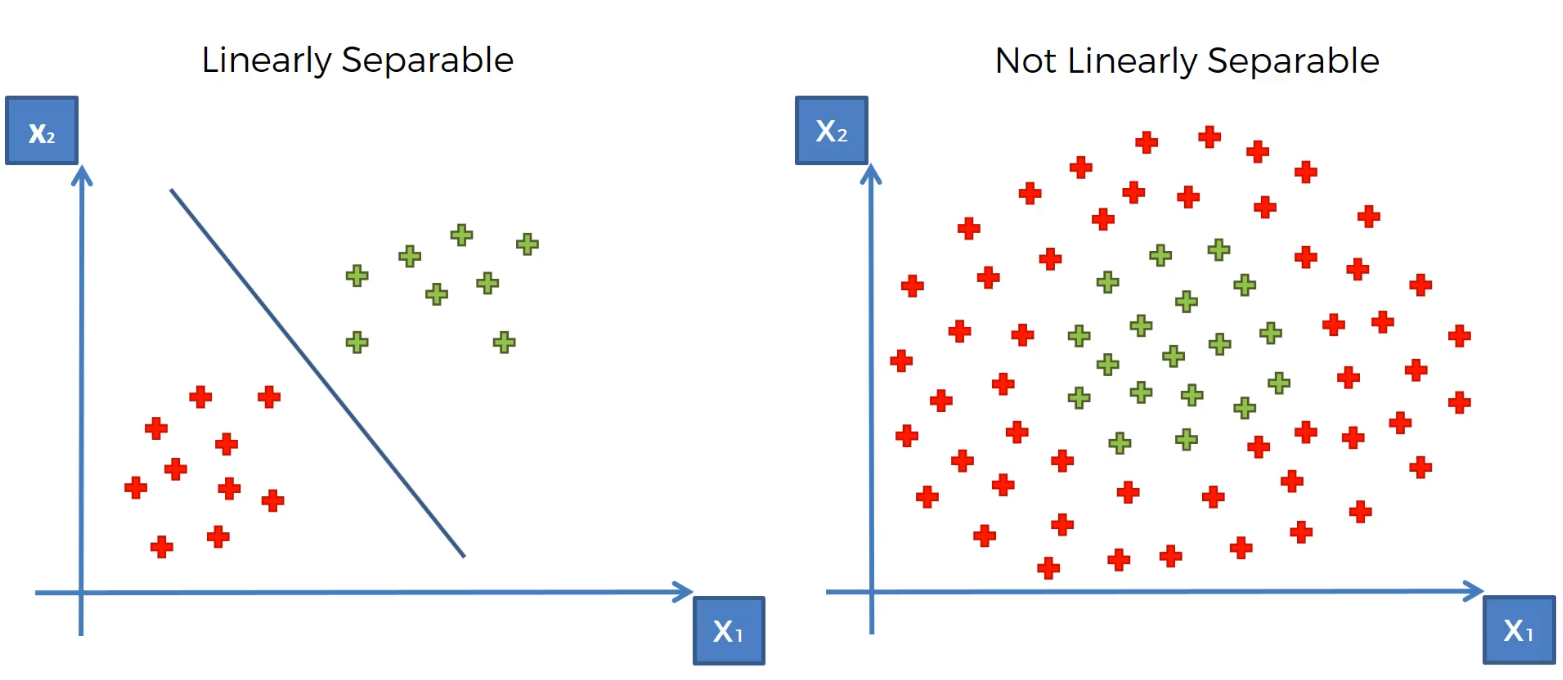 Linearly Separable
Not Linearly Separable
x₂
X₂
X₁
X₁